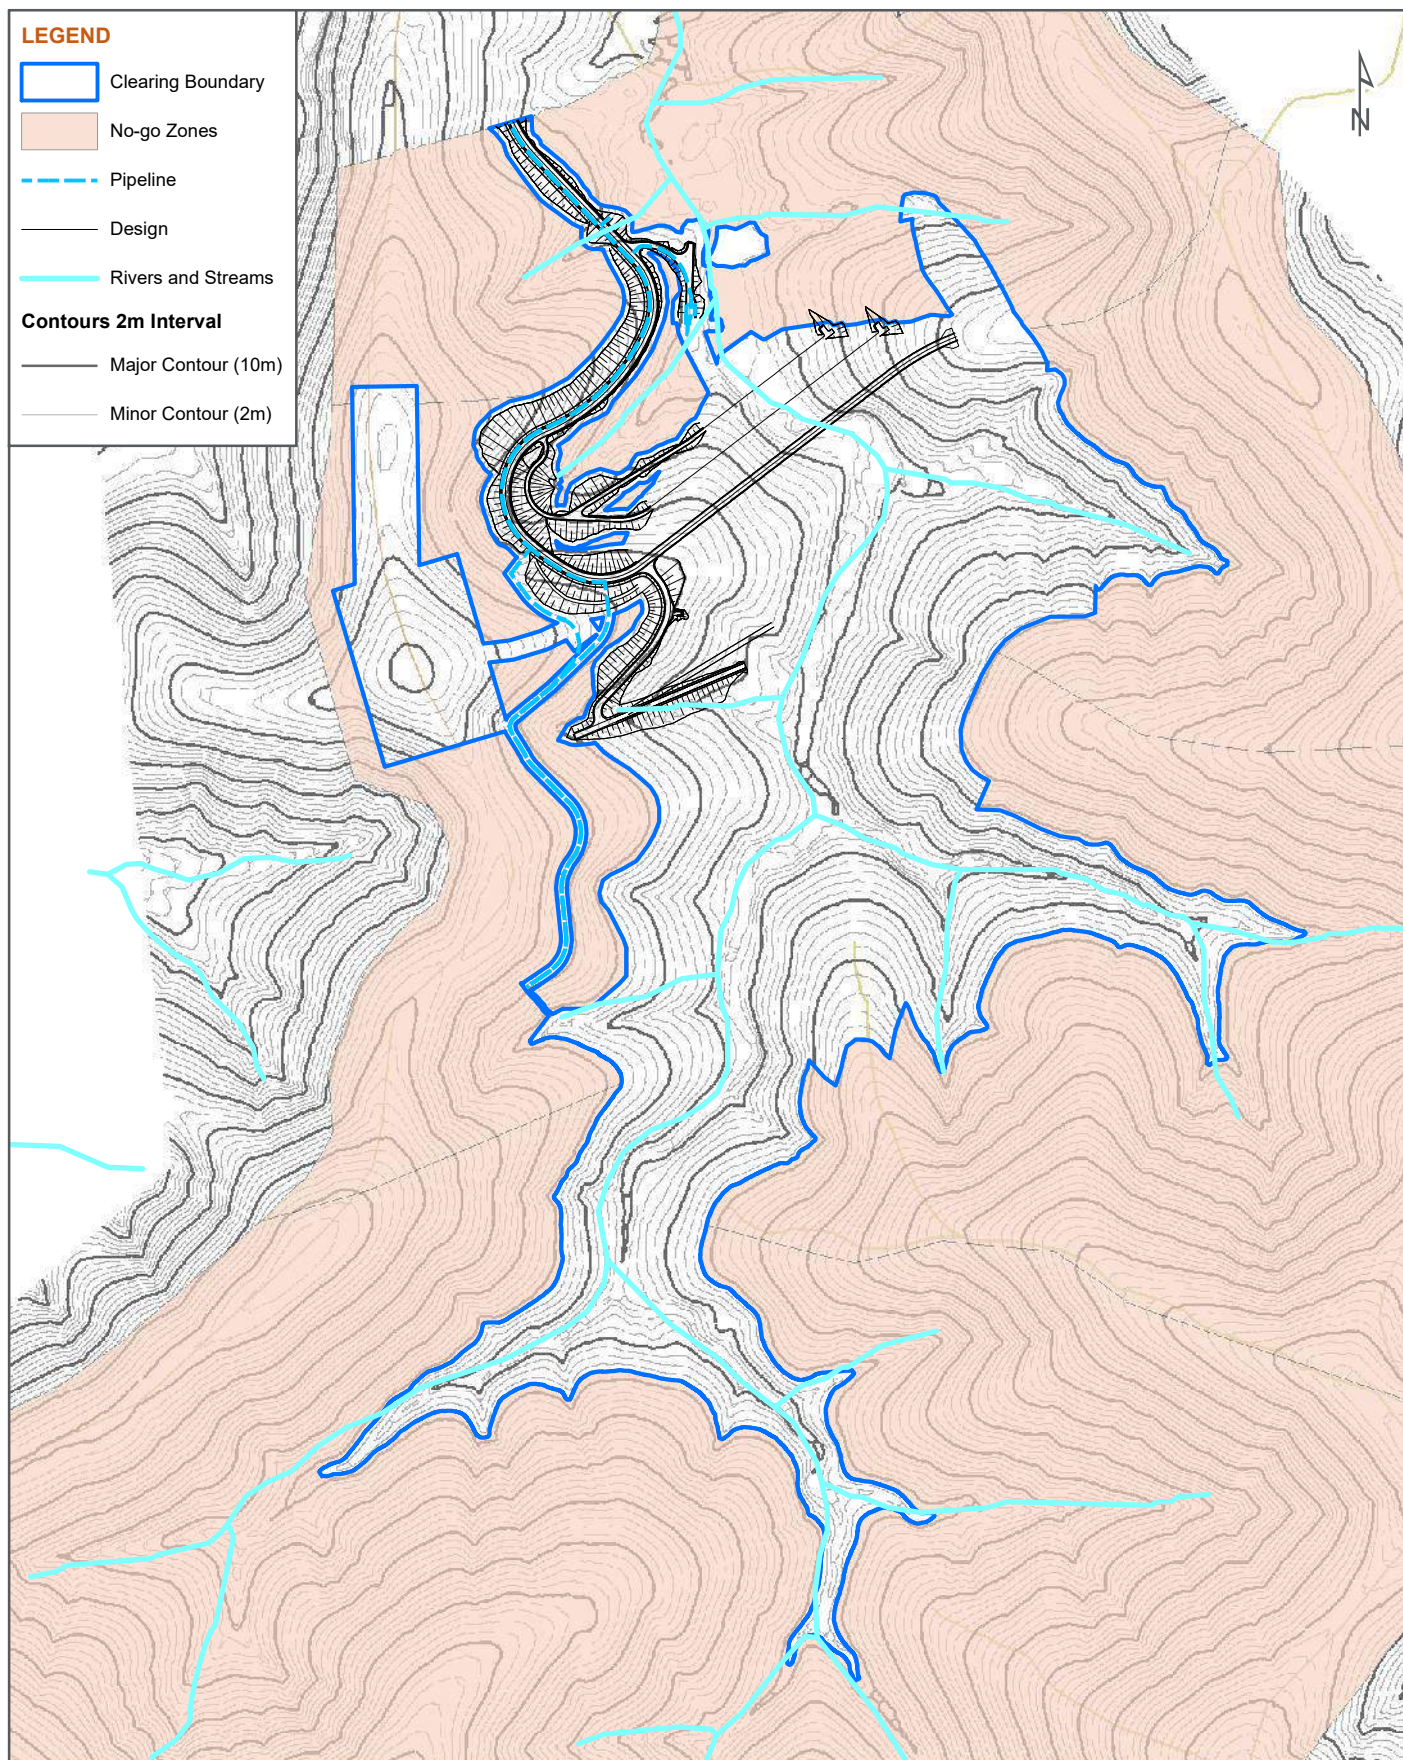 LEGEND
Clearing Boundary
No-go Zones
Pipeline
Design
Rivers and Streams
Contours 2m Interval
Major Contour (10m)
Minor Contour (2m)
N